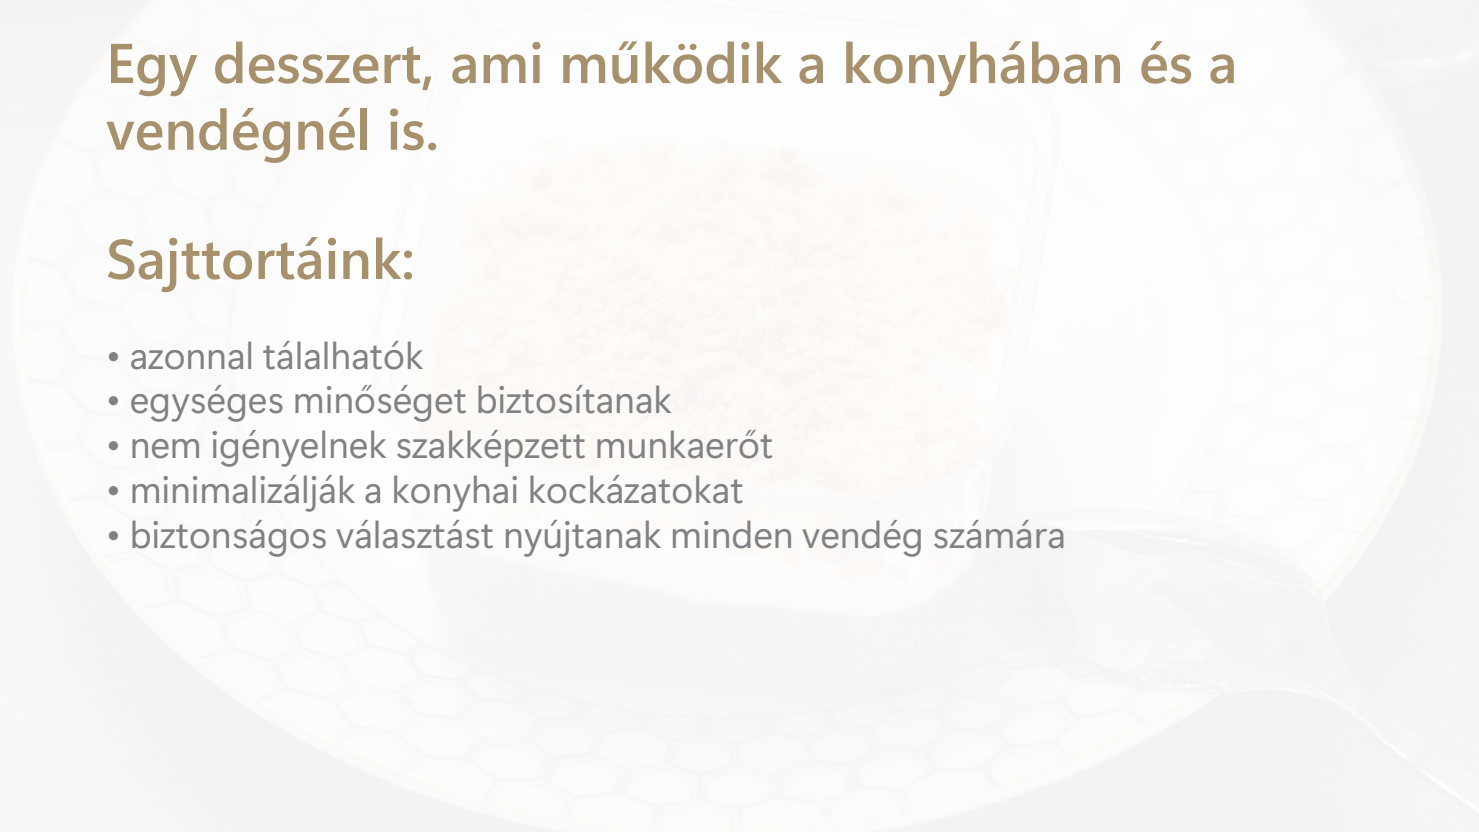 Egy desszert, ami működik a konyhában és a
vendégnél is.
Sajttortáink:
• azonnal tálalhatók
• egységes minőséget biztosítanak
• nem igényelnek szakképzett munkaerőt
• minimalizálják a konyhai kockázatokat
• biztonságos választást nyújtanak minden vendég számára